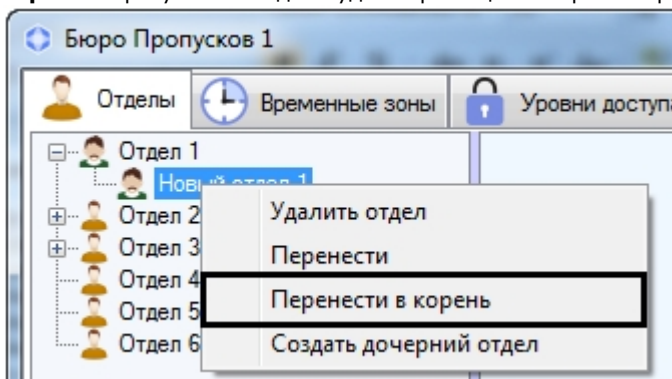 Бюро Пропусков 1
Отделы
Временные зоны
Уровни доступа
Отдел 1
Новый отдел 1
Отдел 2
Отдел 3
Отдел 4
Отдел 5
Отдел 6
Удалить отдел
Перенести
Перенести в корень
Создать дочерний отдел